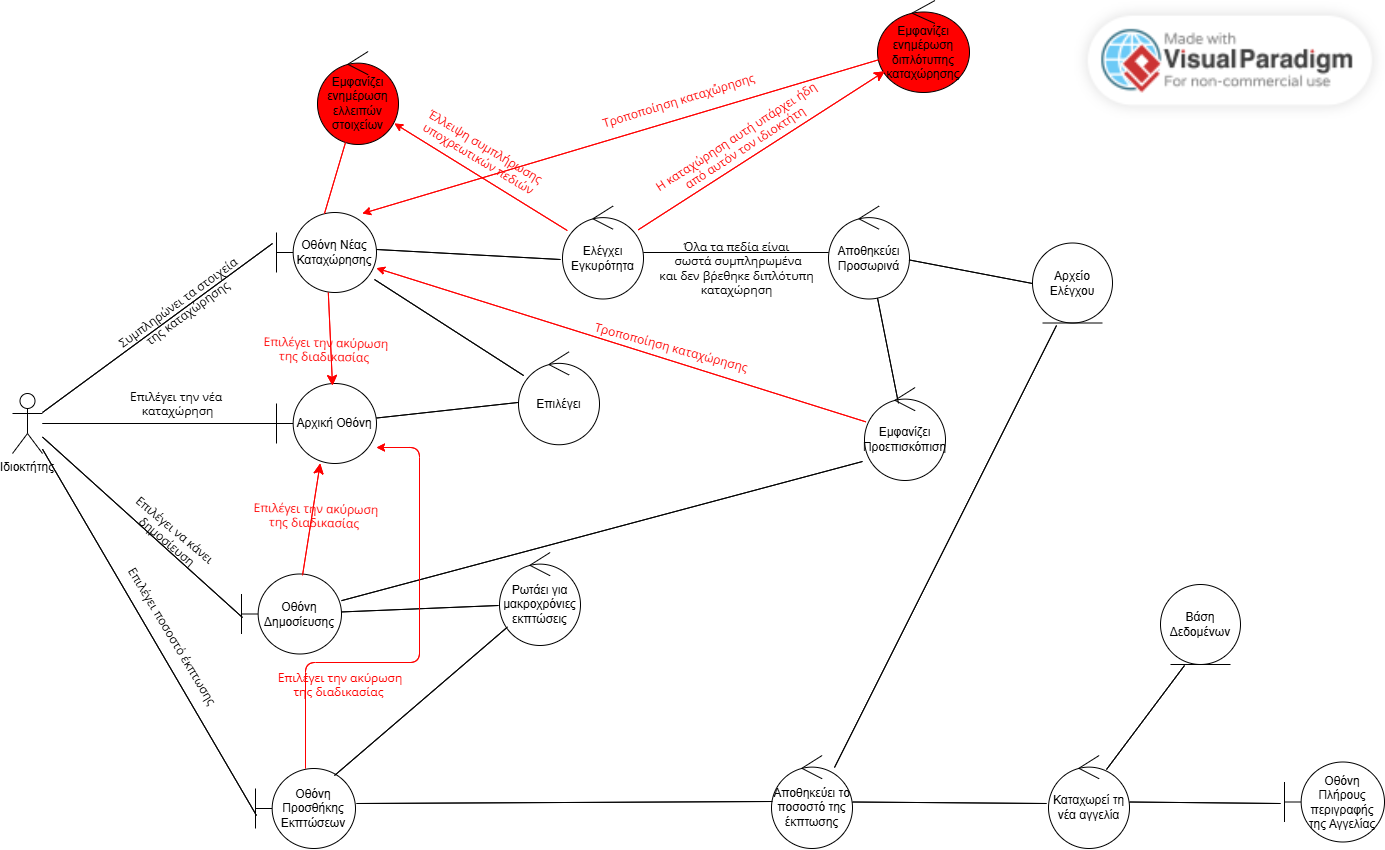 Εμφανίζει
ενημέρωση
διπλότυπης
καταχώρησης
Made with
Visual Paradigm
For non-commercial use
Εμφανίζει
ενημέρωση
ελλειπών
στοιχείων
Τροποποίηση καταχώρησης
Έλλειψη συμπλήρωσης
υποχρεωτικών πεδιών
Η καταχώρηση αυτή υπάρχει ήδη
από αυτόν τον ιδιοκτήτη
Οθόνη Νέας
Καταχώρησης
Ελέγχει
Εγκυρότητα
Όλα τα πεδία είναι
σωστά συμπληρωμένα
και δεν βρέθηκε διπλότυπη
καταχώρηση
Αποθηκεύει
Προσωρινά
Αρχείο
Ελέγχου
Συμπληρώνει τα στοιχεία
της καταχώρησης
Επιλέγει την ακύρωση
της διαδικασίας
Τροποποίηση καταχώρησης
Επιλέγει την νέα
καταχώρηση
Αρχική Οθόνη
Επιλέγει
Εμφανίζει
Προεπισκόπιση
Ιδιοκτήτης
Επιλέγει να κάνει
δημοσίευση
Επιλέγει την ακύρωση
της διαδικασίας
Οθόνη
Δημοσίευσης
Ρωτάει για
μακροχρόνιες
εκπτώσεις
Βάση
Δεδομένων
Επιλέγει ποσοστό έκπτωσης
Επιλέγει την ακύρωση
της διαδικασίας
Οθόνη
Προσθήκης
Εκπτώσεων
Αποθηκεύει το
ποσοστό της
έκπτωσης
Καταχωρεί τη
νέα αγγελία
Οθόνη
Πλήρους
περιγραφής
της Αγγελίας